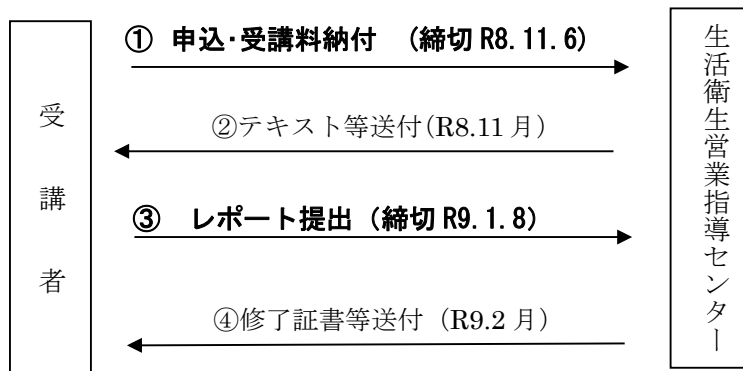 受講者
① 申込・受講料納付 (締切 R8.11.6)
②テキスト等送付(R8.11 月)
③ レポート提出(締切 R9.1.8)
④修了証書等送付 (R9.2 月)
生活衛生営業指導センター